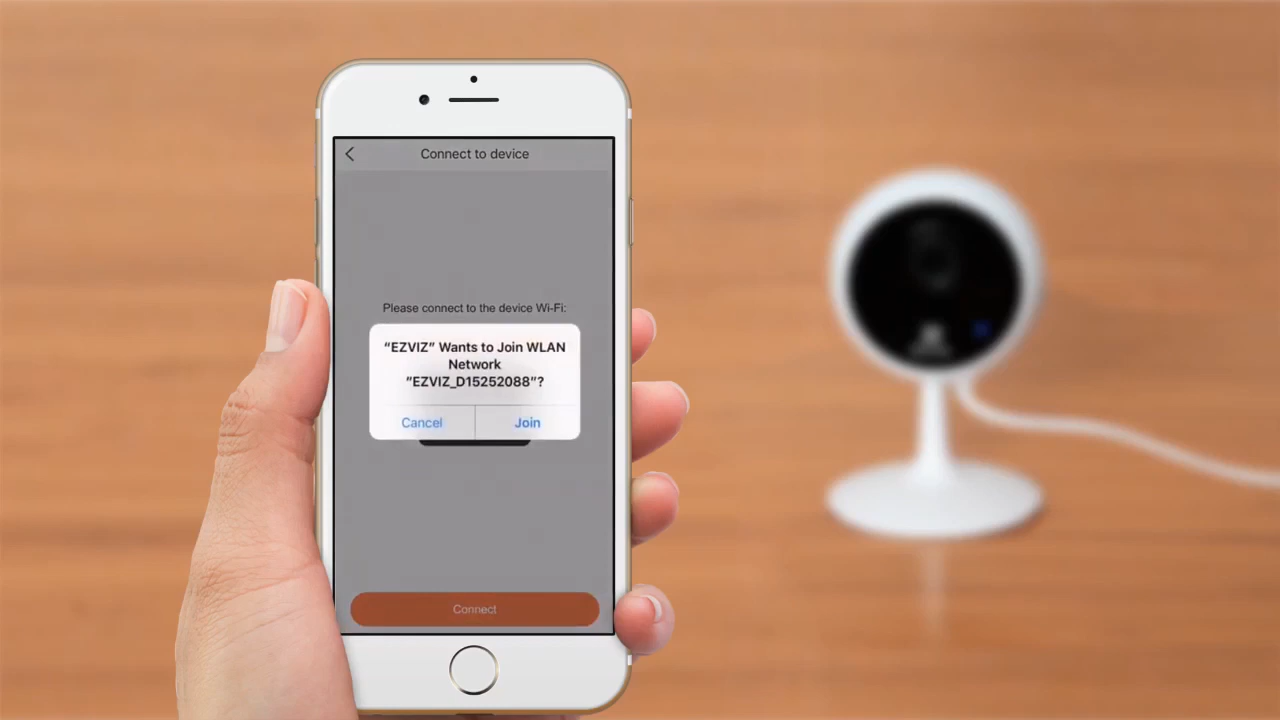 Connect to device
Please connect to the device Wi-Fi:
“EZVIZ” Wants to Join WLAN
Network
“EZVIZ_D15252088”?
Cancel
Join
Connect